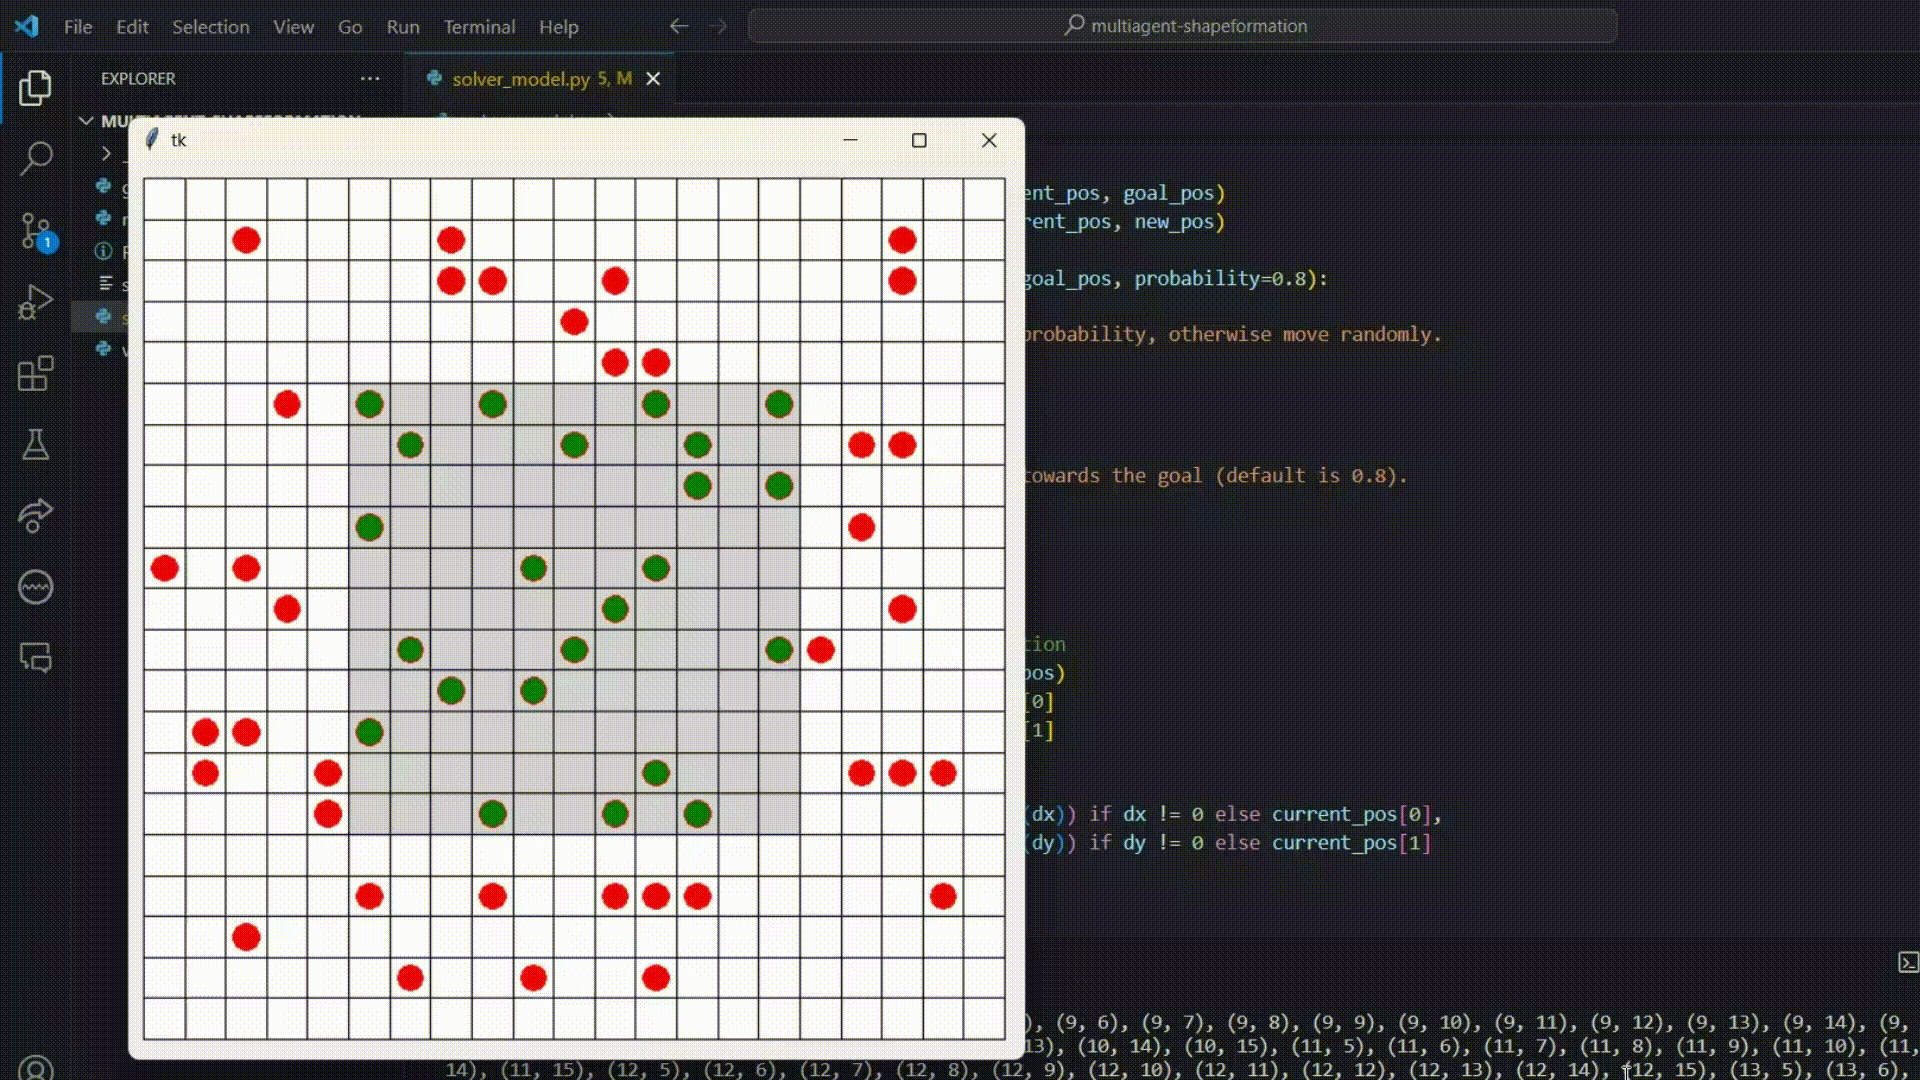 File Edit Selection View Go Run Terminal Help
multiagent-shapeformation
EXPLORER
solver_model.py 5, M
tk
1
ent_pos, goal_pos)
rent_pos, new_pos)
goal_pos, probability=0.8):
probability, otherwise move randomly.
towards the goal (default is 0.8).
tion
pos)
[0]
[1]
(dx)) if dx != 0 else current_pos[0],
(dy)) if dy != 0 else current_pos[1]
), (9, 6), (9, 7), (9, 8), (9, 9), (9, 10), (9, 11), (9, 12), (9, 13), (9, 14), (9,
13), (10, 14), (10, 15), (11, 5), (11, 6), (11, 7), (11, 8), (11, 9), (11, 10), (11,
14), (11, 15), (12, 5), (12, 6), (12, 7), (12, 8), (12, 9), (12, 10), (12, 11), (12, 12), (12, 13), (12, 14), (12, 15), (13, 5), (13, 6),